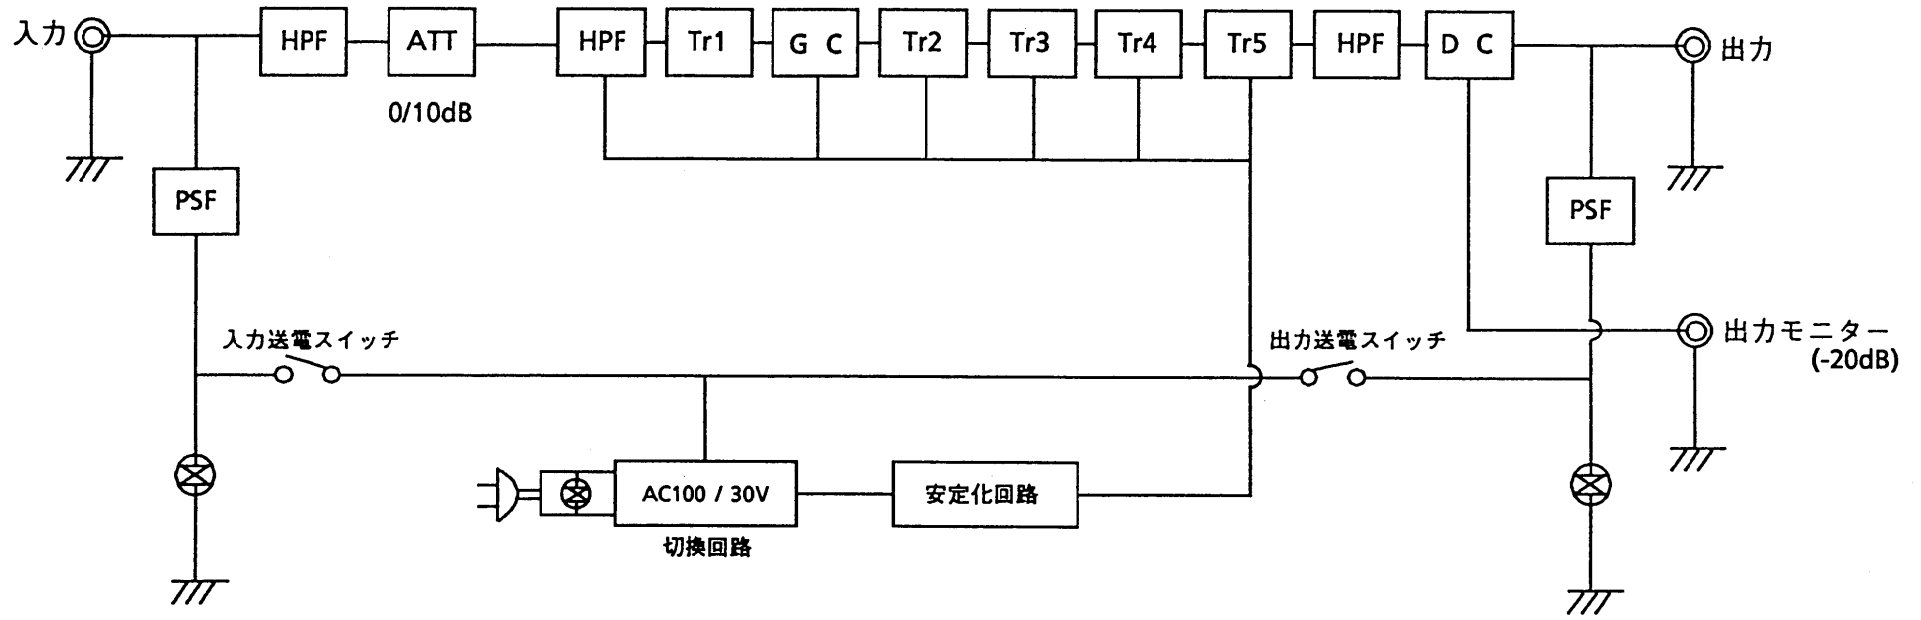 入力
HPF
ATT
HPF
Tr1
G C
Tr2
Tr3
Tr4
Tr5
HPF
D C
出力
0/10dB
PSF
PSF
入力送電スイッチ
出力送電スイッチ
出力モニター
(-20dB)
AC100 / 30V
安定化回路
切換回路